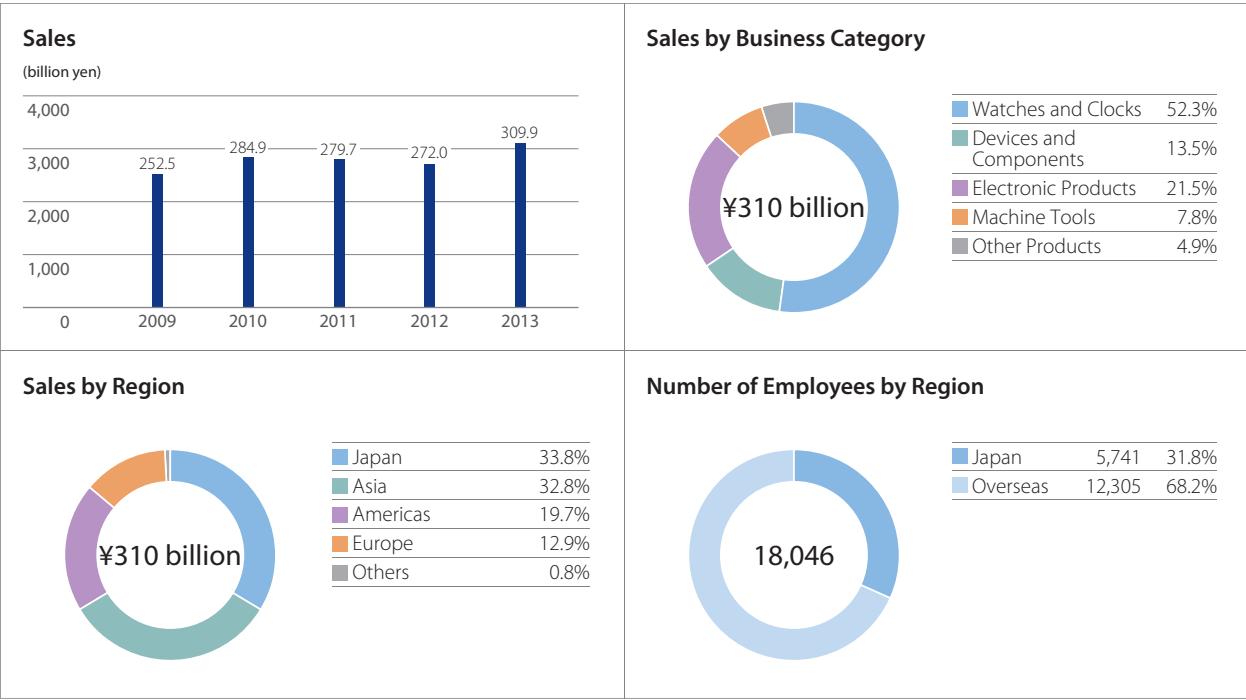 Sales
(billion yen)
4,000
3,000
2,000
1,000
0
252.5
284.9
279.7
272.0
309.9
2009 2010 2011 2012 2013
Sales by Business Category
¥310 billion
Watches and Clocks 52.3%
Devices and
Components 13.5%
Electronic Products 21.5%
Machine Tools 7.8%
Other Products 4.9%
Sales by Region
¥310 billion
Japan 33.8%
Asia 32.8%
Americas 19.7%
Europe 12.9%
Others 0.8%
Number of Employees by Region
18,046
Japan 5,741 31.8%
Overseas 12,305 68.2%